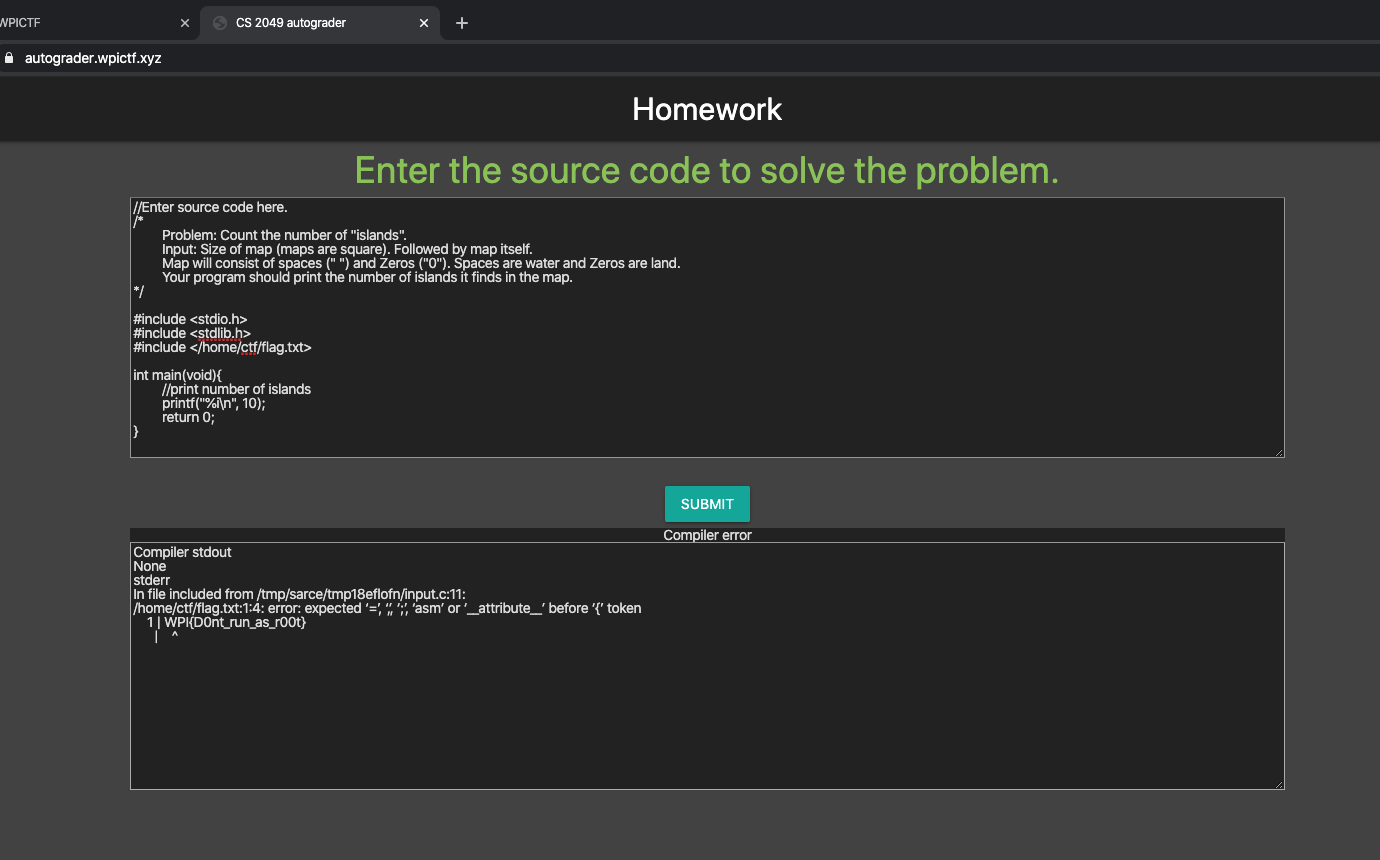 WPICTF
CS 2049 autograder
autograder.wpictf.xyz
Homework
Enter the source code to solve the problem.
//Enter source code here.
/*
Problem: Count the number of "islands".
Input: Size of map (maps are square). Followed by map itself.
Map will consist of spaces (" ") and Zeros ("0"). Spaces are water and Zeros are land.
Your program should print the number of islands it finds in the map.
*/
#include <stdio.h>
#include <stdlib.h>
#include </home/ctf/flag.txt>
int main(void){
//print number of islands
printf("%i\n", 10);
return 0;
}
SUBMIT
Compiler error
Compiler stdout
None
stderr
In file included from /tmp/sarce/tmp18eflofn/input.c:11:
/home/ctf/flag.txt:1:4: error: expected ‘=’, ‘,’, ‘;’, ‘asm’ or ‘__attribute__’ before ‘{’ token
1 | WPI{D0nt_run_as_r00t}
| ^